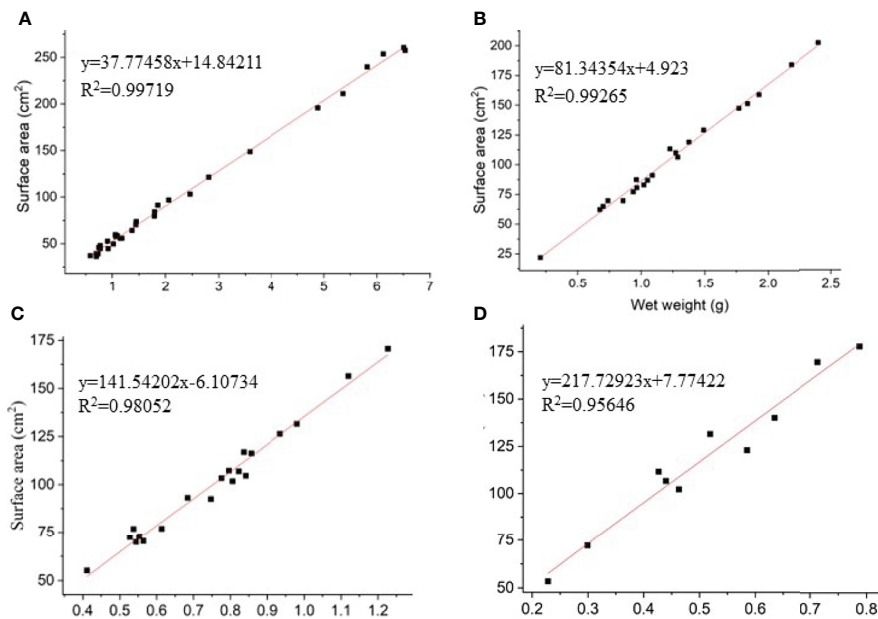 A
Surface area (cm²)
y=37.77458x+14.84211
R²=0.99719
250
200
150
100
50
1 2 3 4 5 6 7
B
Surface area (cm²)
y=81.34354x+4.923
R²=0.99265
200
175
150
125
100
75
50
25
0.5 1.0 1.5 2.0 2.5
Wet weight (g)
C
Surface area (cm²)
y=141.54202x-6.10734
R²=0.98052
175
150
125
100
75
50
0.4 0.5 0.6 0.7 0.8 0.9 1.0 1.1 1.2
D
y=217.72923x+7.77422
R²=0.95646
175
150
125
100
75
50
0.2 0.3 0.4 0.5 0.6 0.7 0.8